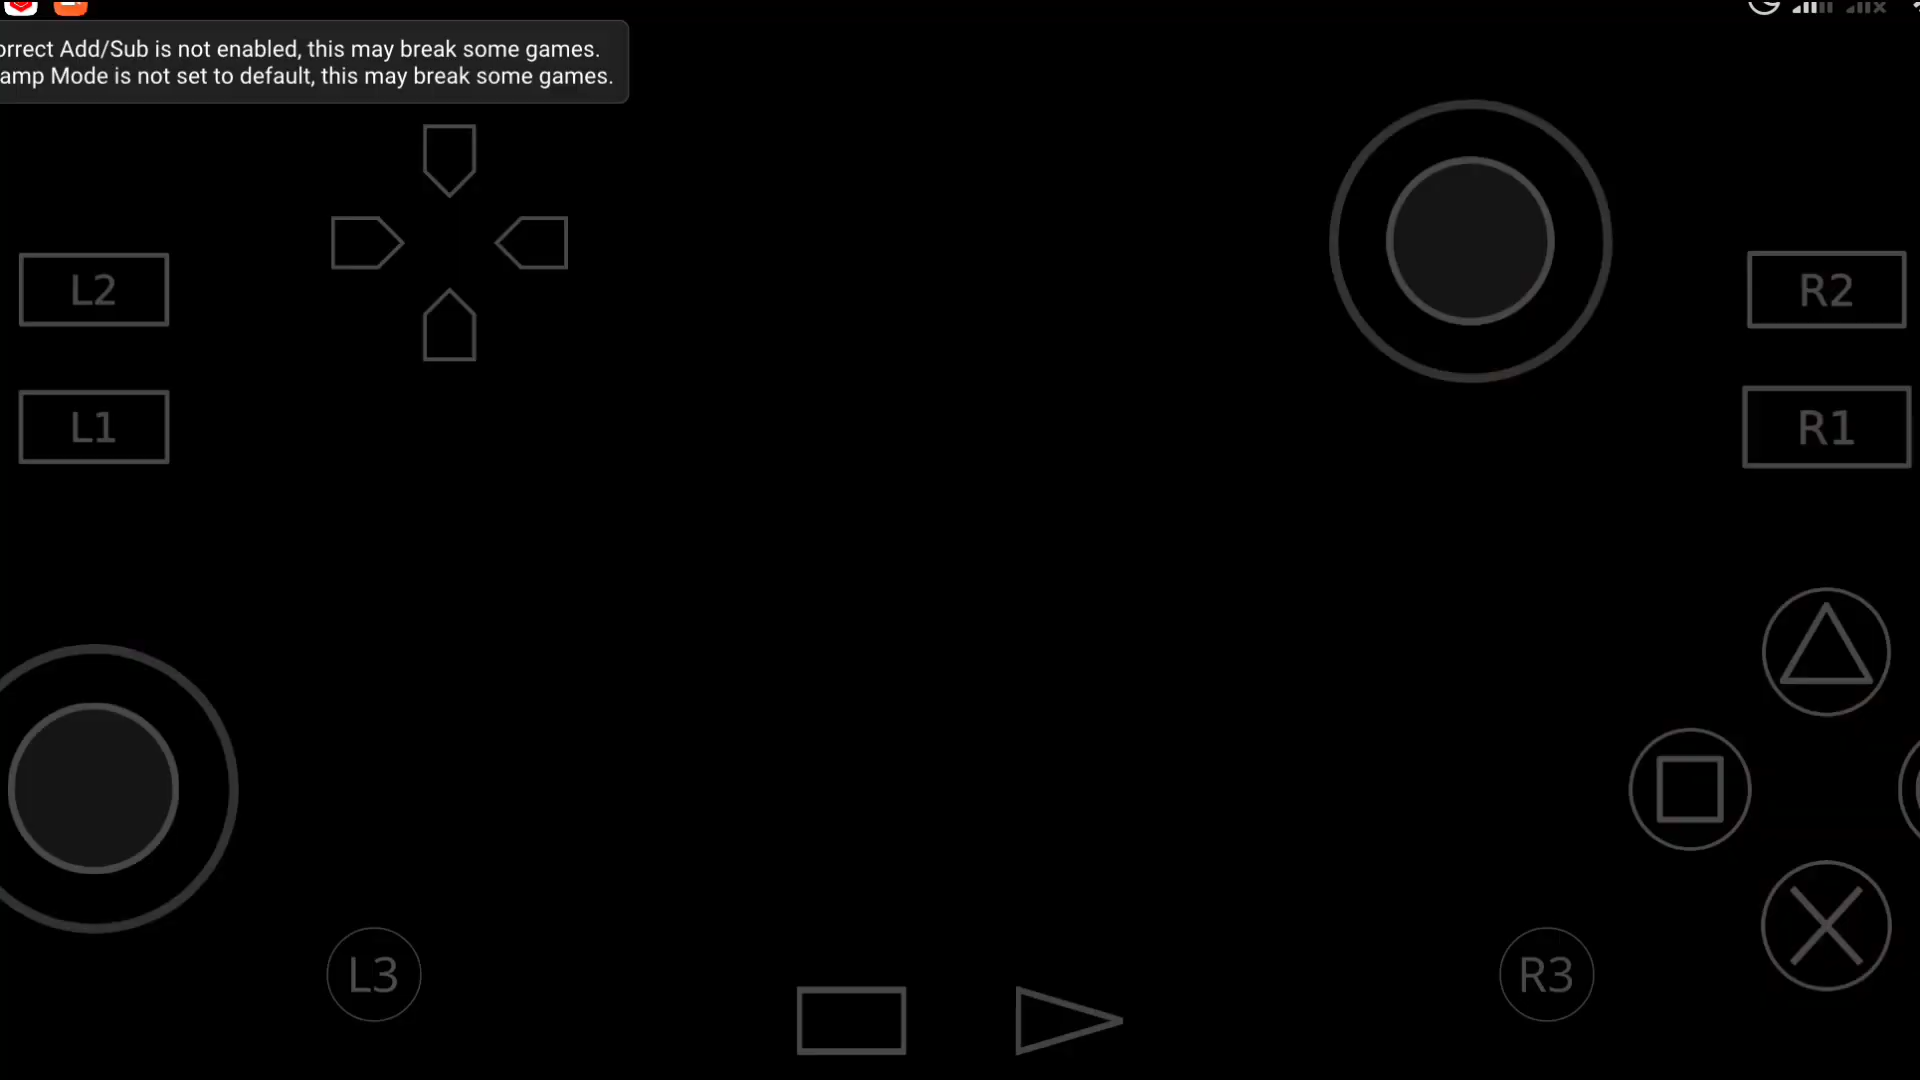 orrect Add/Sub is not enabled, this may break some games.
amp Mode is not set to default, this may break some games.
L2
R2
L1
R1
L3
R3